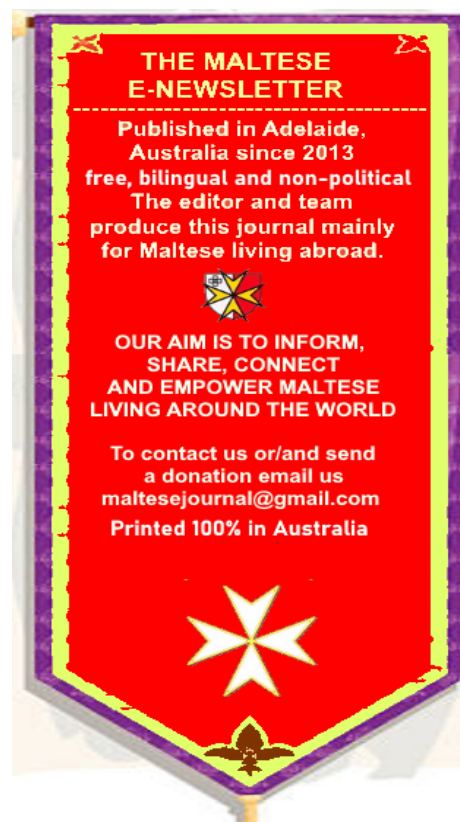 THE MALTESE
E-NEWSLETTER
Published in Adelaide,
Australia since 2013
free, bilingual and non-political
The editor and team
produce this journal mainly
for Maltese living abroad.
OUR AIM IS TO INFORM,
SHARE, CONNECT
AND EMPOWER MALTESE
LIVING AROUND THE WORLD
To contact us or/and send
a donation email us
maltesejournal@gmail.com
Printed 100% in Australia